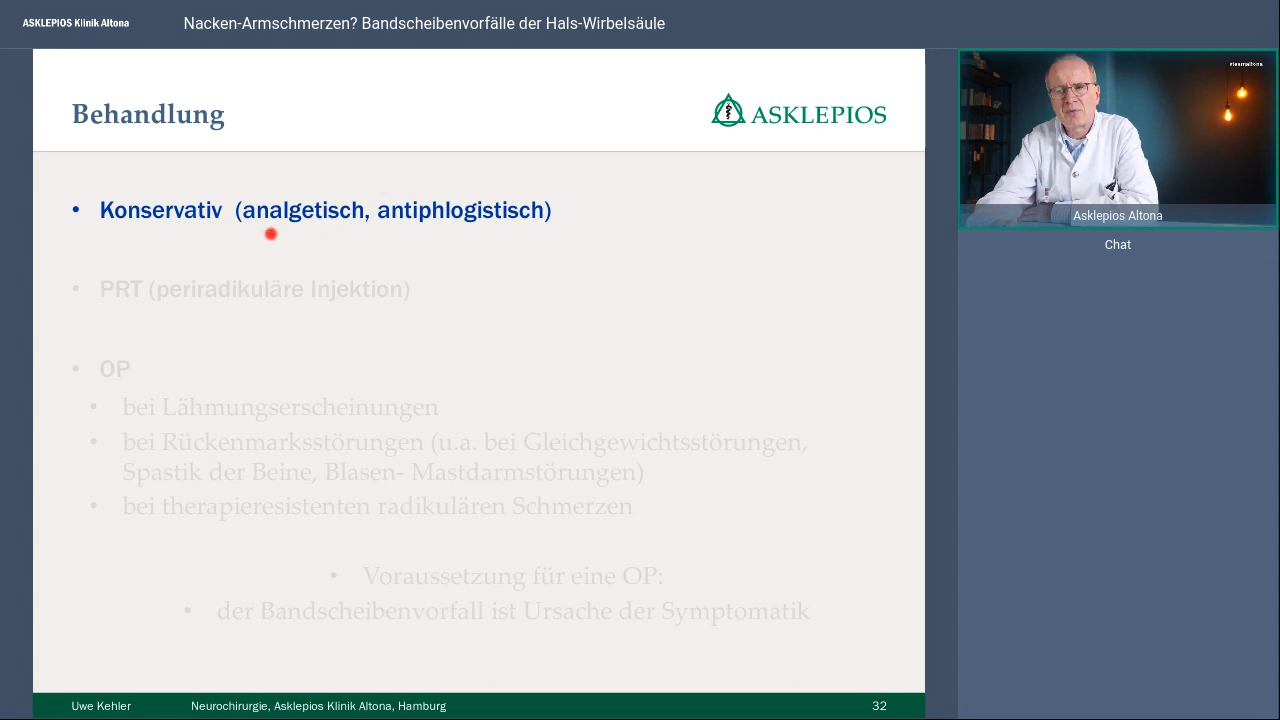 ASKLEPIOS Klinik Altona
Nacken-Armschmerzen? Bandscheibenvorfälle der Hals-Wirbelsäule
Behandlung
ASKLEPIOS
#teamaltona
Asklepios Altona
Chat
• Konservativ (analgetisch, antiphlogistisch)
• PRT (periradikuläre Injektion)
• OP
• bei Lähmungserscheinungen
• bei Rückenmarksstörungen (u.a. bei Gleichgewichtsstörungen,
Spastik der Beine, Blasen- Mastdarmstörungen)
• bei therapieresistenten radikulären Schmerzen
• Voraussetzung für eine OP:
• der Bandscheibenvorfall ist Ursache der Symptomatik
Uwe Kehler
Neurochirurgie, Asklepios Klinik Altona, Hamburg
32